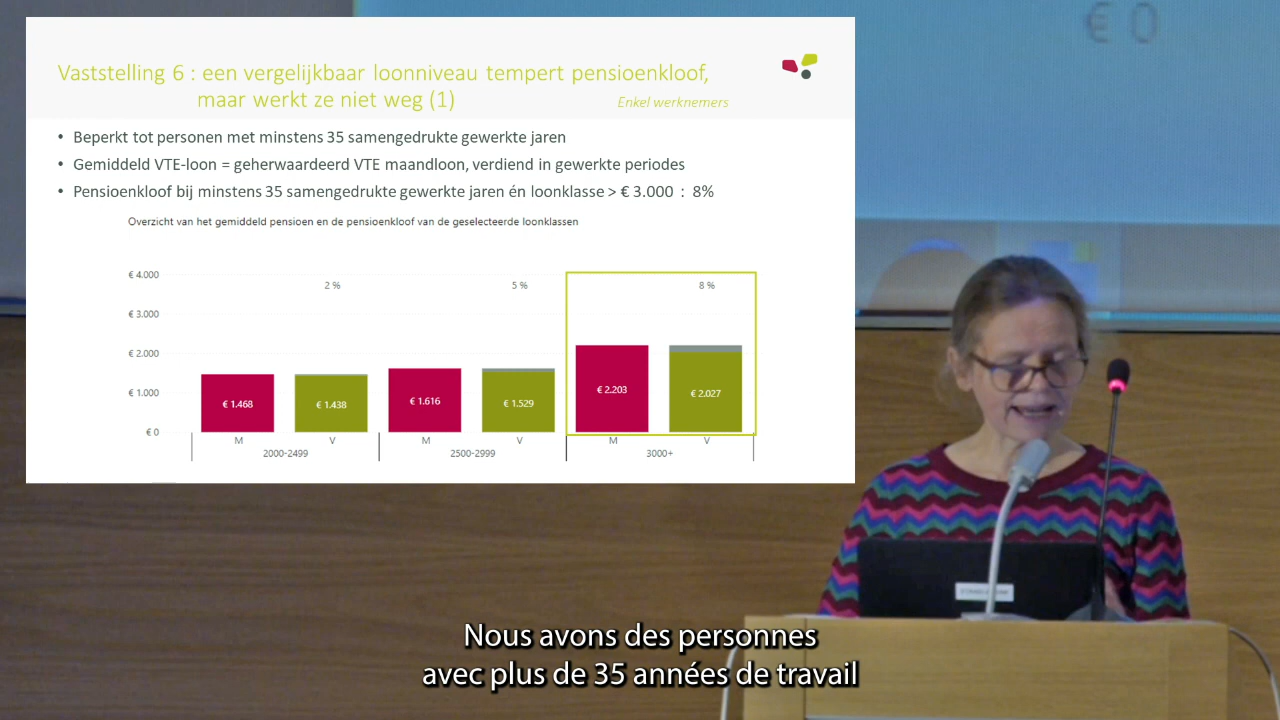 € 0
Vaststelling 6 : een vergelijkbaar loonniveau tempert pensioenkloof,
maar werkt ze niet weg (1)
Enkel werknemers
• Beperkt tot personen met minstens 35 samengedrukte gewerkte jaren
• Gemiddeld VTE-loon = geherwaardeerd VTE maandloon, verdiend in gewerkte periodes
• Pensioenkloof bij minstens 35 samengedrukte gewerkte jaren én loonklasse > € 3.000 : 8%
Overzicht van het gemiddeld pensioen en de pensioenkloof van de geselecteerde loonklassen
€ 4.000
2 % 5 % 8 %
€ 3.000
€ 2.000
€ 1.000
€ 1.468 € 1.438 € 1.616 € 1.529 € 2.203 € 2.027
€ 0
M V M V M V
2000-2499 2500-2999 3000+
Nous avons des personnes
avec plus de 35 années de travail